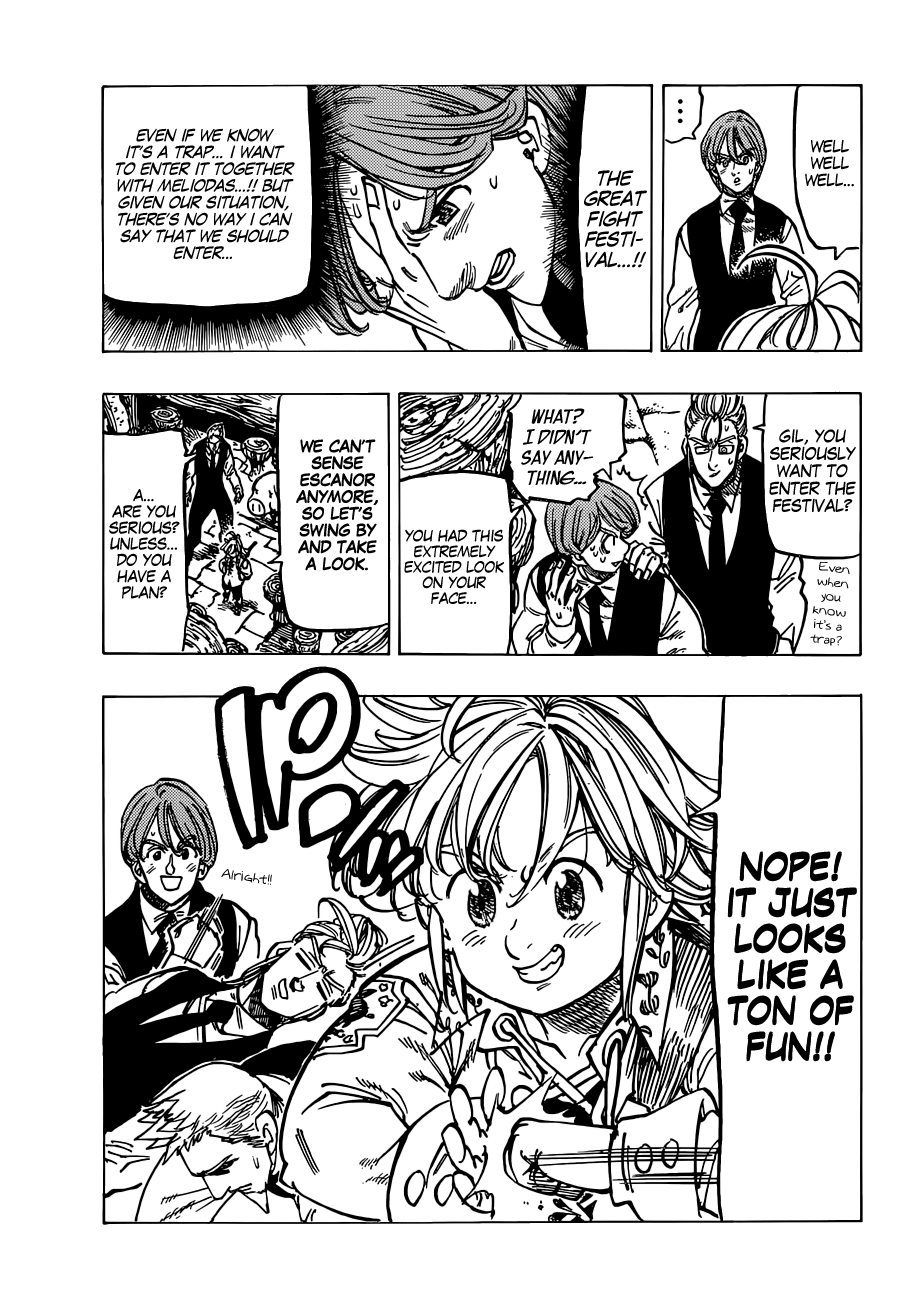 WELL
WELL
WELL...
...
THE
GREAT
FIGHT
FESTI-
VAL...!!
EVEN IF WE KNOW
IT'S A TRAP... I WANT
TO ENTER IT TOGETHER
WITH MELIODAS...!! BUT
GIVEN OUR SITUATION,
THERE'S NO WAY I CAN
SAY THAT WE SHOULD
ENTER...
GIL, YOU
SERIOUSLY
WANT TO
ENTER THE
FESTIVAL?
Even
when
you
know
it's a
trap?
WHAT?
I DIDN'T
SAY ANY-
THING...
YOU HAD THIS
EXTREMELY
EXCITED LOOK
ON YOUR
FACE...
WE CAN'T
SENSE
ESCANOR
ANYMORE,
SO LET'S
SWING BY
AND TAKE
A LOOK.
A...
ARE YOU
SERIOUS?
UNLESS...
DO YOU
HAVE A
PLAN?
NOPE!
IT JUST
LOOKS
LIKE A
TON OF
FUN!!
Alright!!